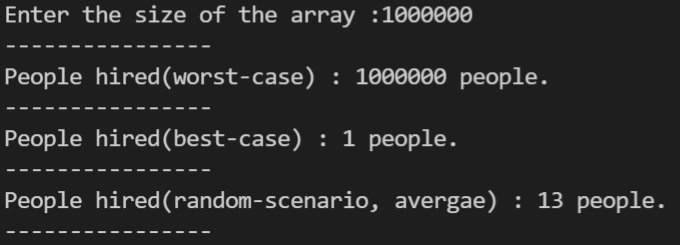 Enter the size of the array :1000000
----------------
People hired(worst-case) : 1000000 people.
----------------
People hired(best-case) : 1 people.
----------------
People hired(random-scenario, avergae) : 13 people.
----------------